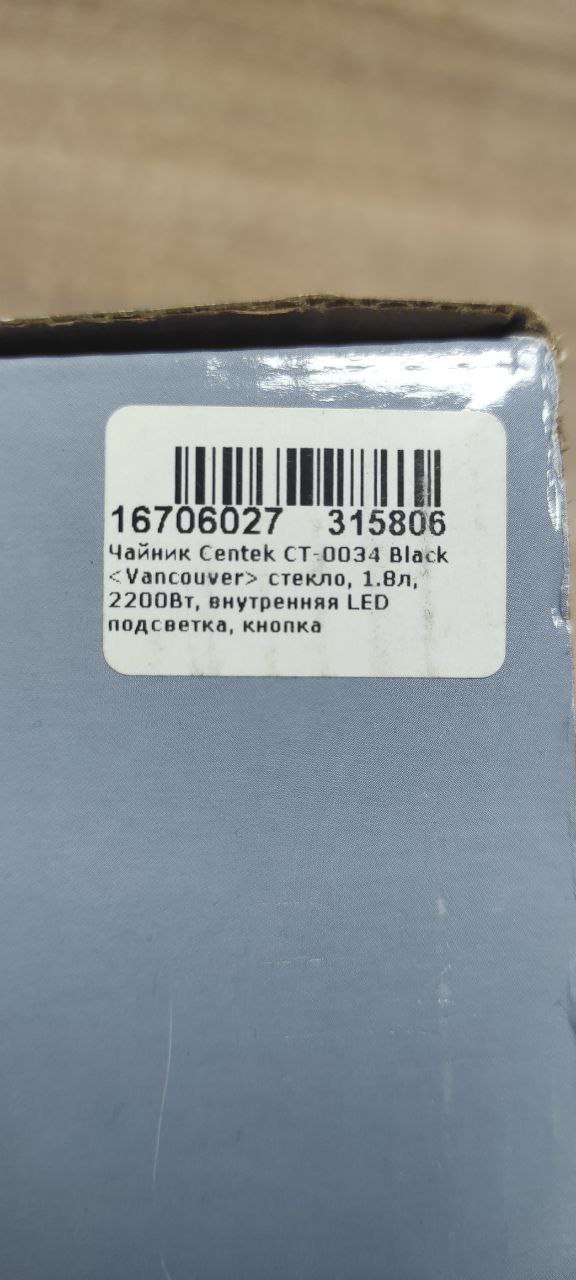 16706027 315806
Чайник Centek CT-0034 Black
<Vancouver> стекло, 1.8л,
2200Вт, внутренняя LED
подсветка, кнопка